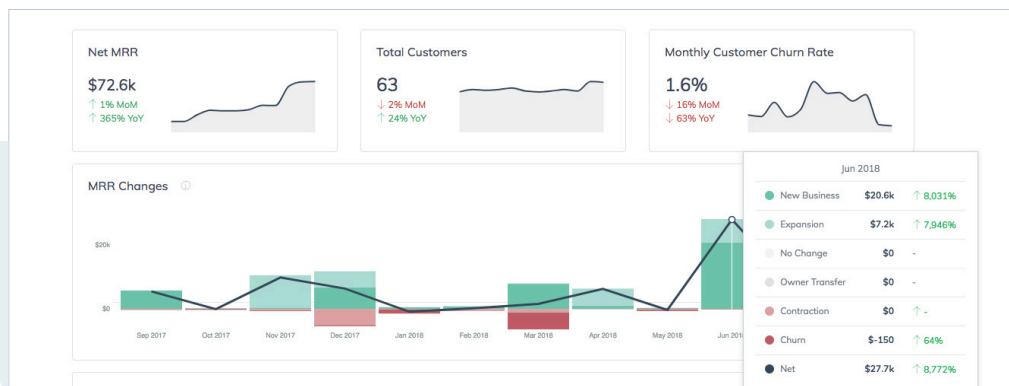 Net MRR
$72.6k
↑ 1% MoM
↑ 365% YoY
Total Customers
63
↓ 2% MoM
↑ 24% YoY
Monthly Customer Churn Rate
1.6%
↓ 16% MoM
↓ 63% YoY
MRR Changes
$20k
$0
Sep 2017 Oct 2017 Nov 2017 Dec 2017 Jan 2018 Feb 2018 Mar 2018 Apr 2018 May 2018 Jun 201
Jun 2018
New Business $20.6k ↑ 8,031%
Expansion $7.2k ↑ 7,946%
No Change $0 -
Owner Transfer $0 -
Contraction $0 ↑ -
Churn $-150 ↑ 64%
Net $27.7k ↑ 8,772%